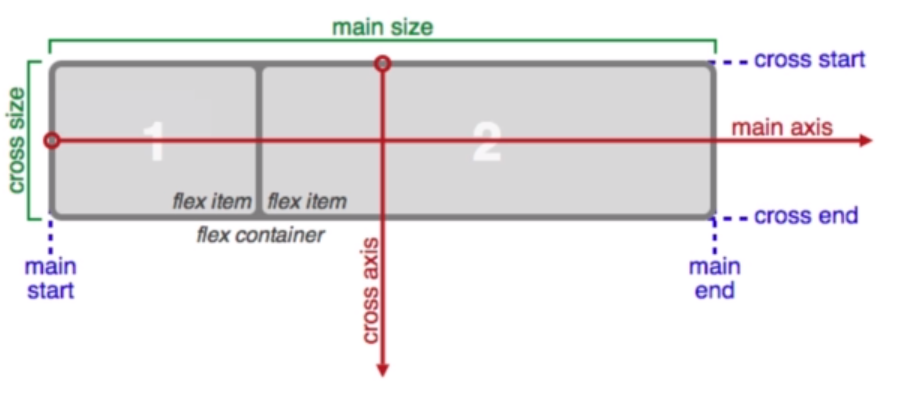 main size
cross start
cross size
main axis
1
2
flex item
flex item
cross end
flex container
main
start
cross axis
main
end